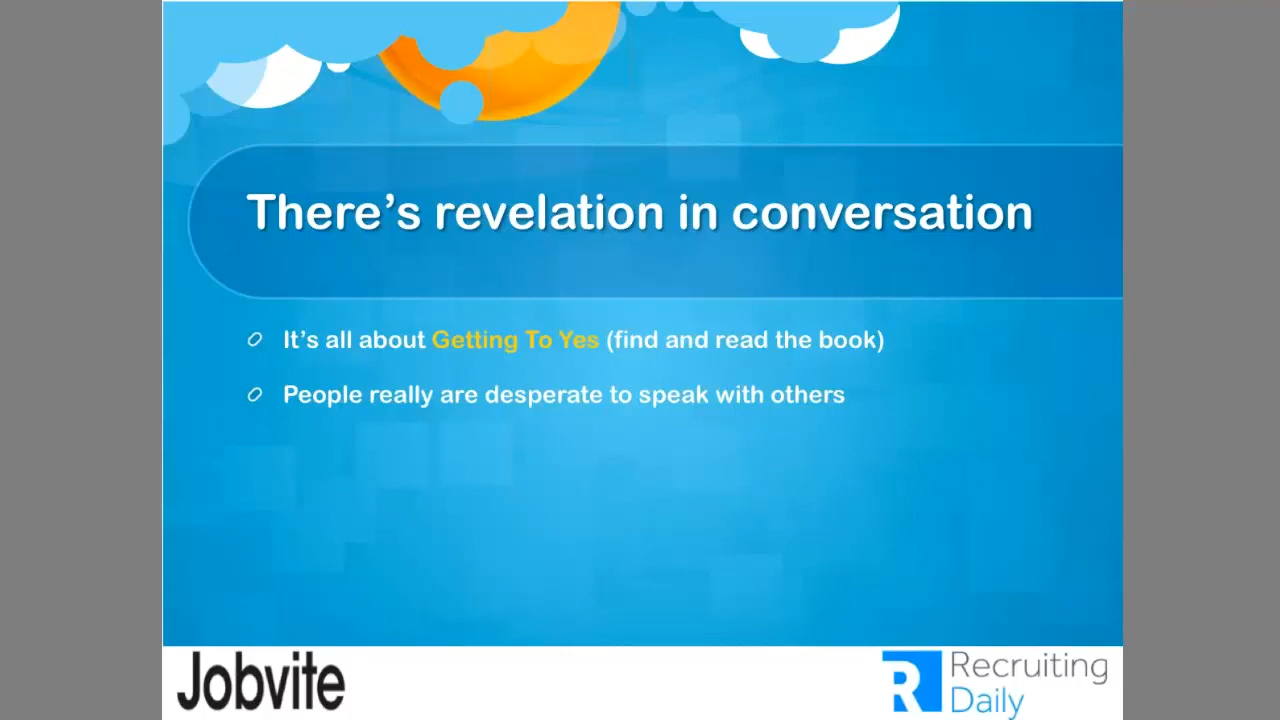 There’s revelation in conversation
It’s all about Getting To Yes (find and read the book)
People really are desperate to speak with others
Jobvite
R
Recruiting
Daily